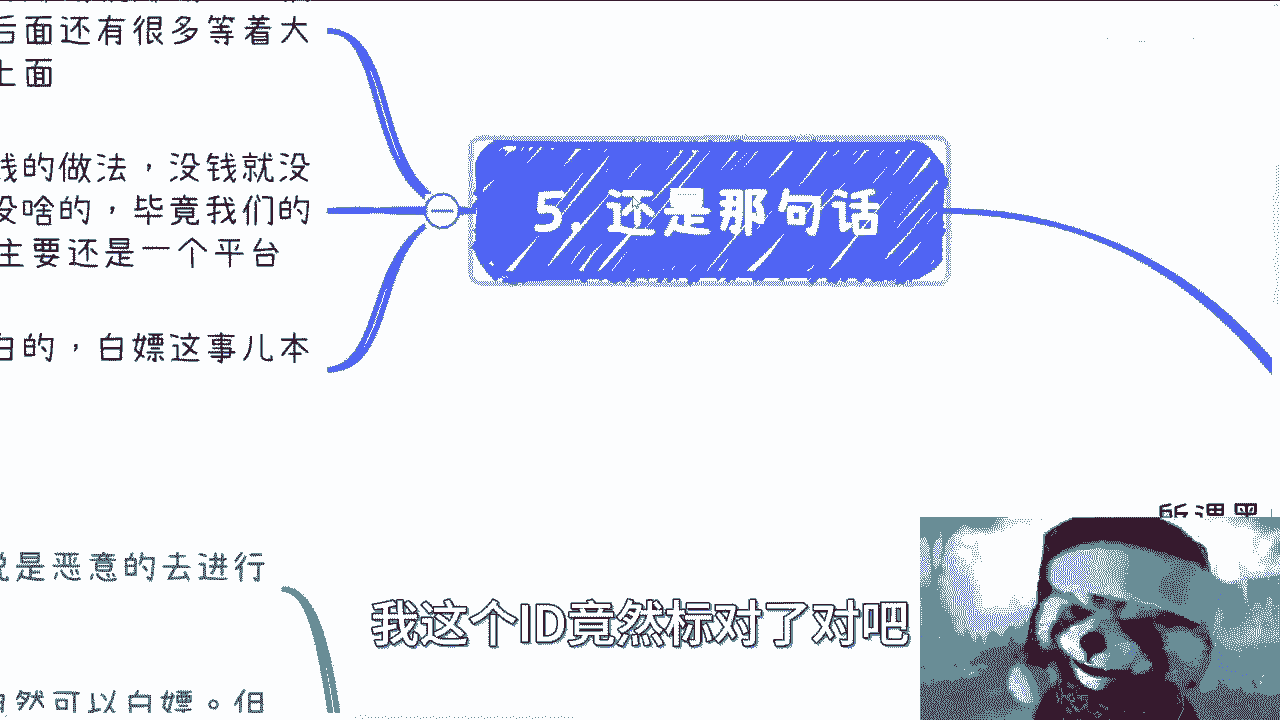 后面还有很多等着大
上面
钱的做法，没钱就没
没啥的，毕竟我们的
主要还是一个平台
白的，白嫖这事儿本
5. 还是那句话
所谓黑
说是恶意的去进行
我这个ID竟然标对了对吧
然可以白嫖。但